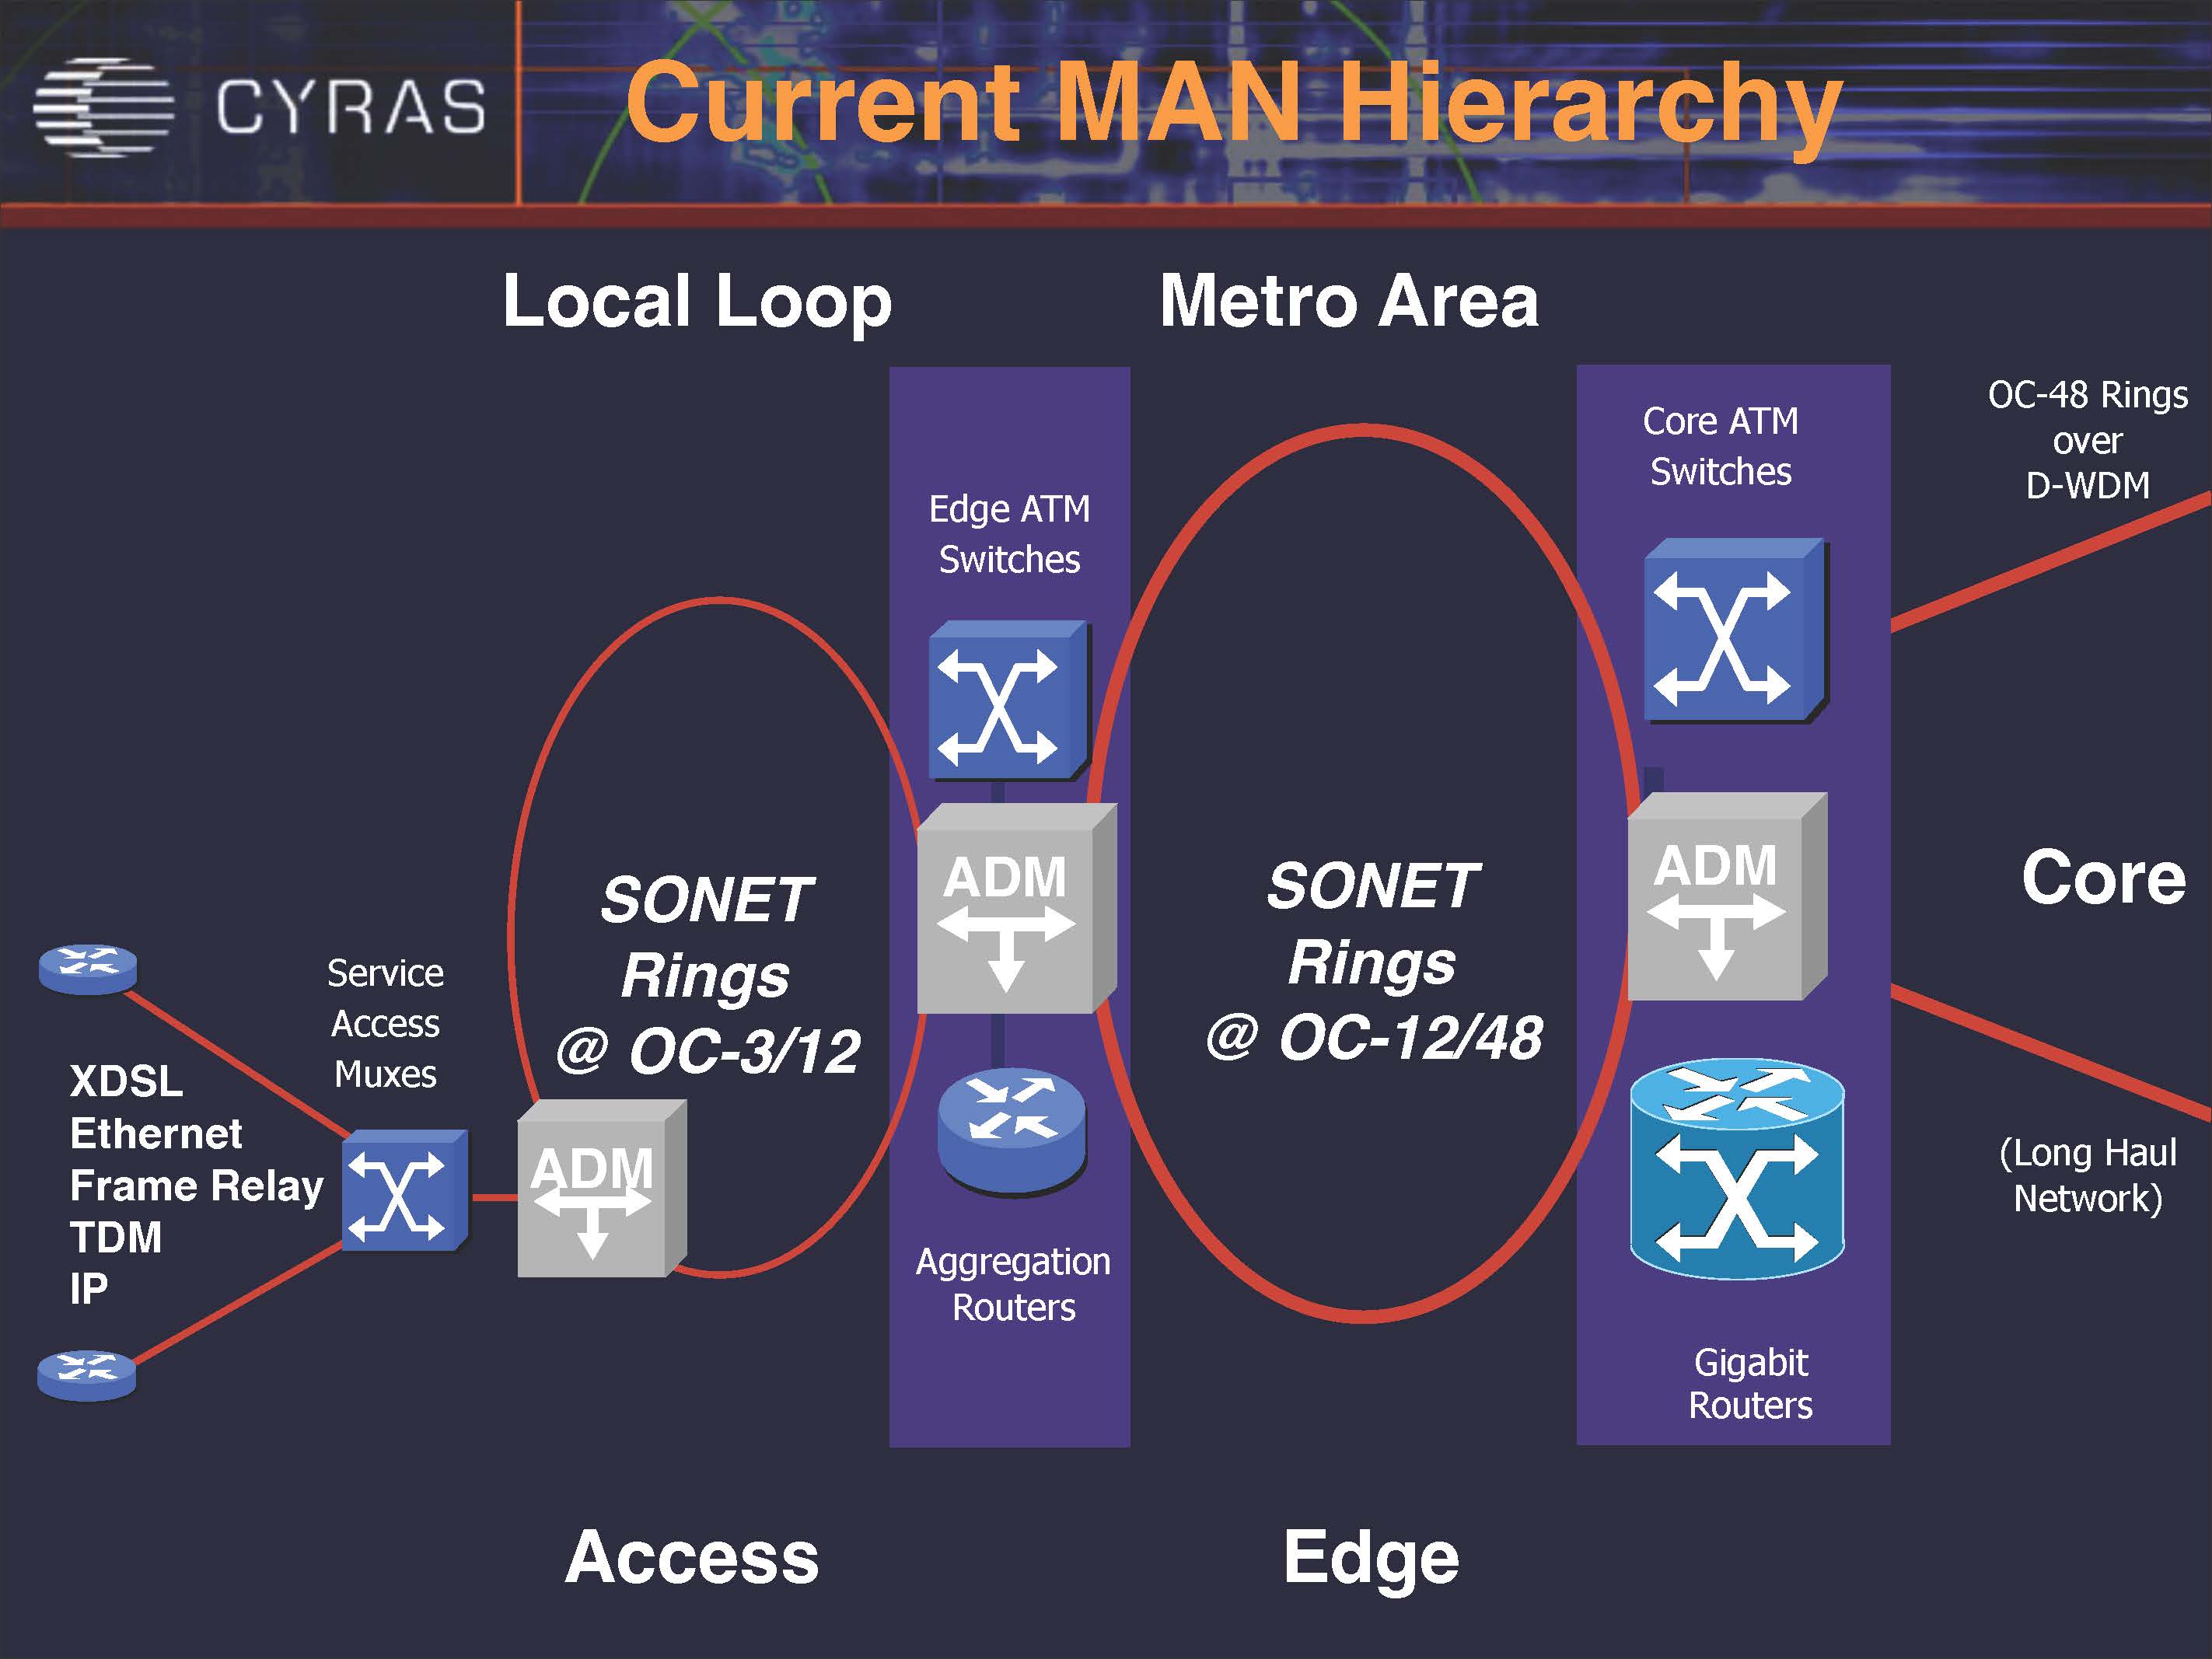 CYRAS
Current MAN Hierarchy
Local Loop
Metro Area
OC-48 Rings
over
D-WDM
Core ATM
Switches
Edge ATM
Switches
ADM
ADM
Core
SONET
Rings
@ OC-3/12
SONET
Rings
@ OC-12/48
Service
Access
Muxes
XDSL
Ethernet
Frame Relay
TDM
IP
ADM
(Long Haul
Network)
Aggregation
Routers
Gigabit
Routers
Access
Edge